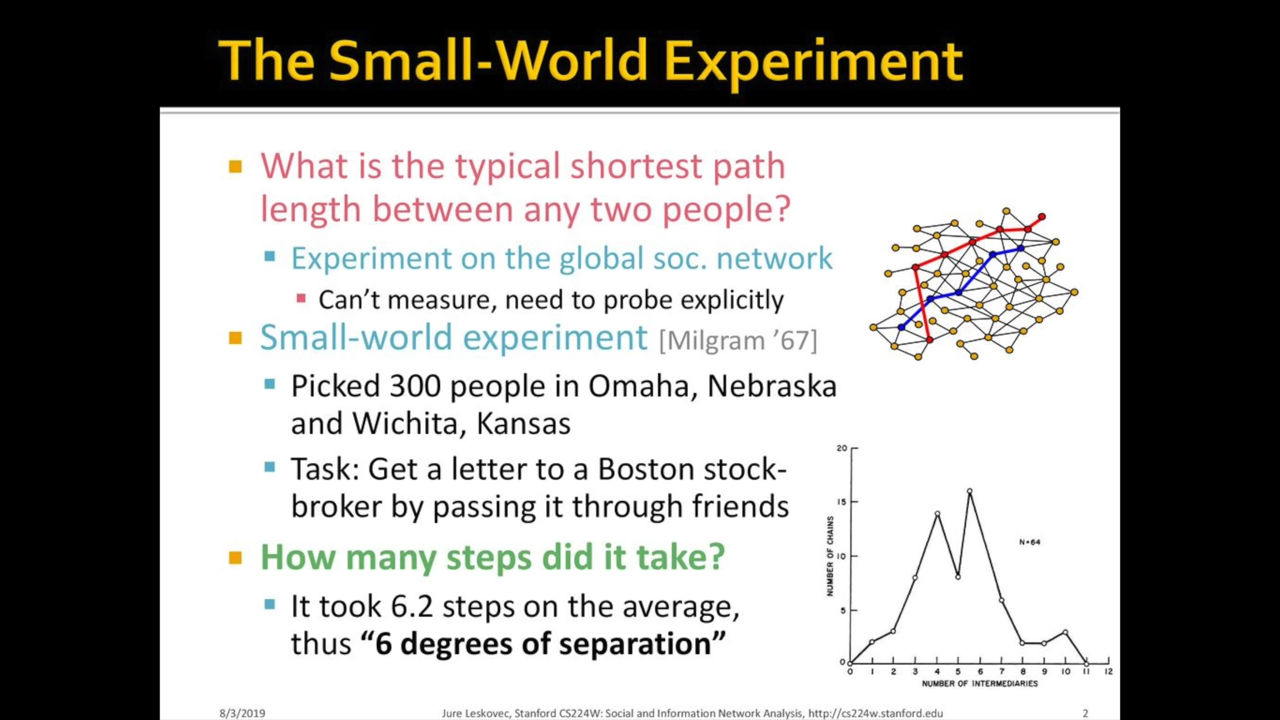 The Small-World Experiment
What is the typical shortest path
length between any two people?
Experiment on the global soc. network
Can't measure, need to probe explicitly
Small-world experiment [Milgram '67]
Picked 300 people in Omaha, Nebraska
and Wichita, Kansas
Task: Get a letter to a Boston stock-
broker by passing it through friends
How many steps did it take?
It took 6.2 steps on the average,
thus "6 degrees of separation"
20
15
10
5
0
NUMBER OF CHAINS
N=64
0 1 2 3 4 5 6 7 8 9 10 11 12
NUMBER OF INTERMEDIARIES
8/3/2019
Jure Leskovec, Stanford CS224W: Social and Information Network Analysis, http://cs224w.stanford.edu
2